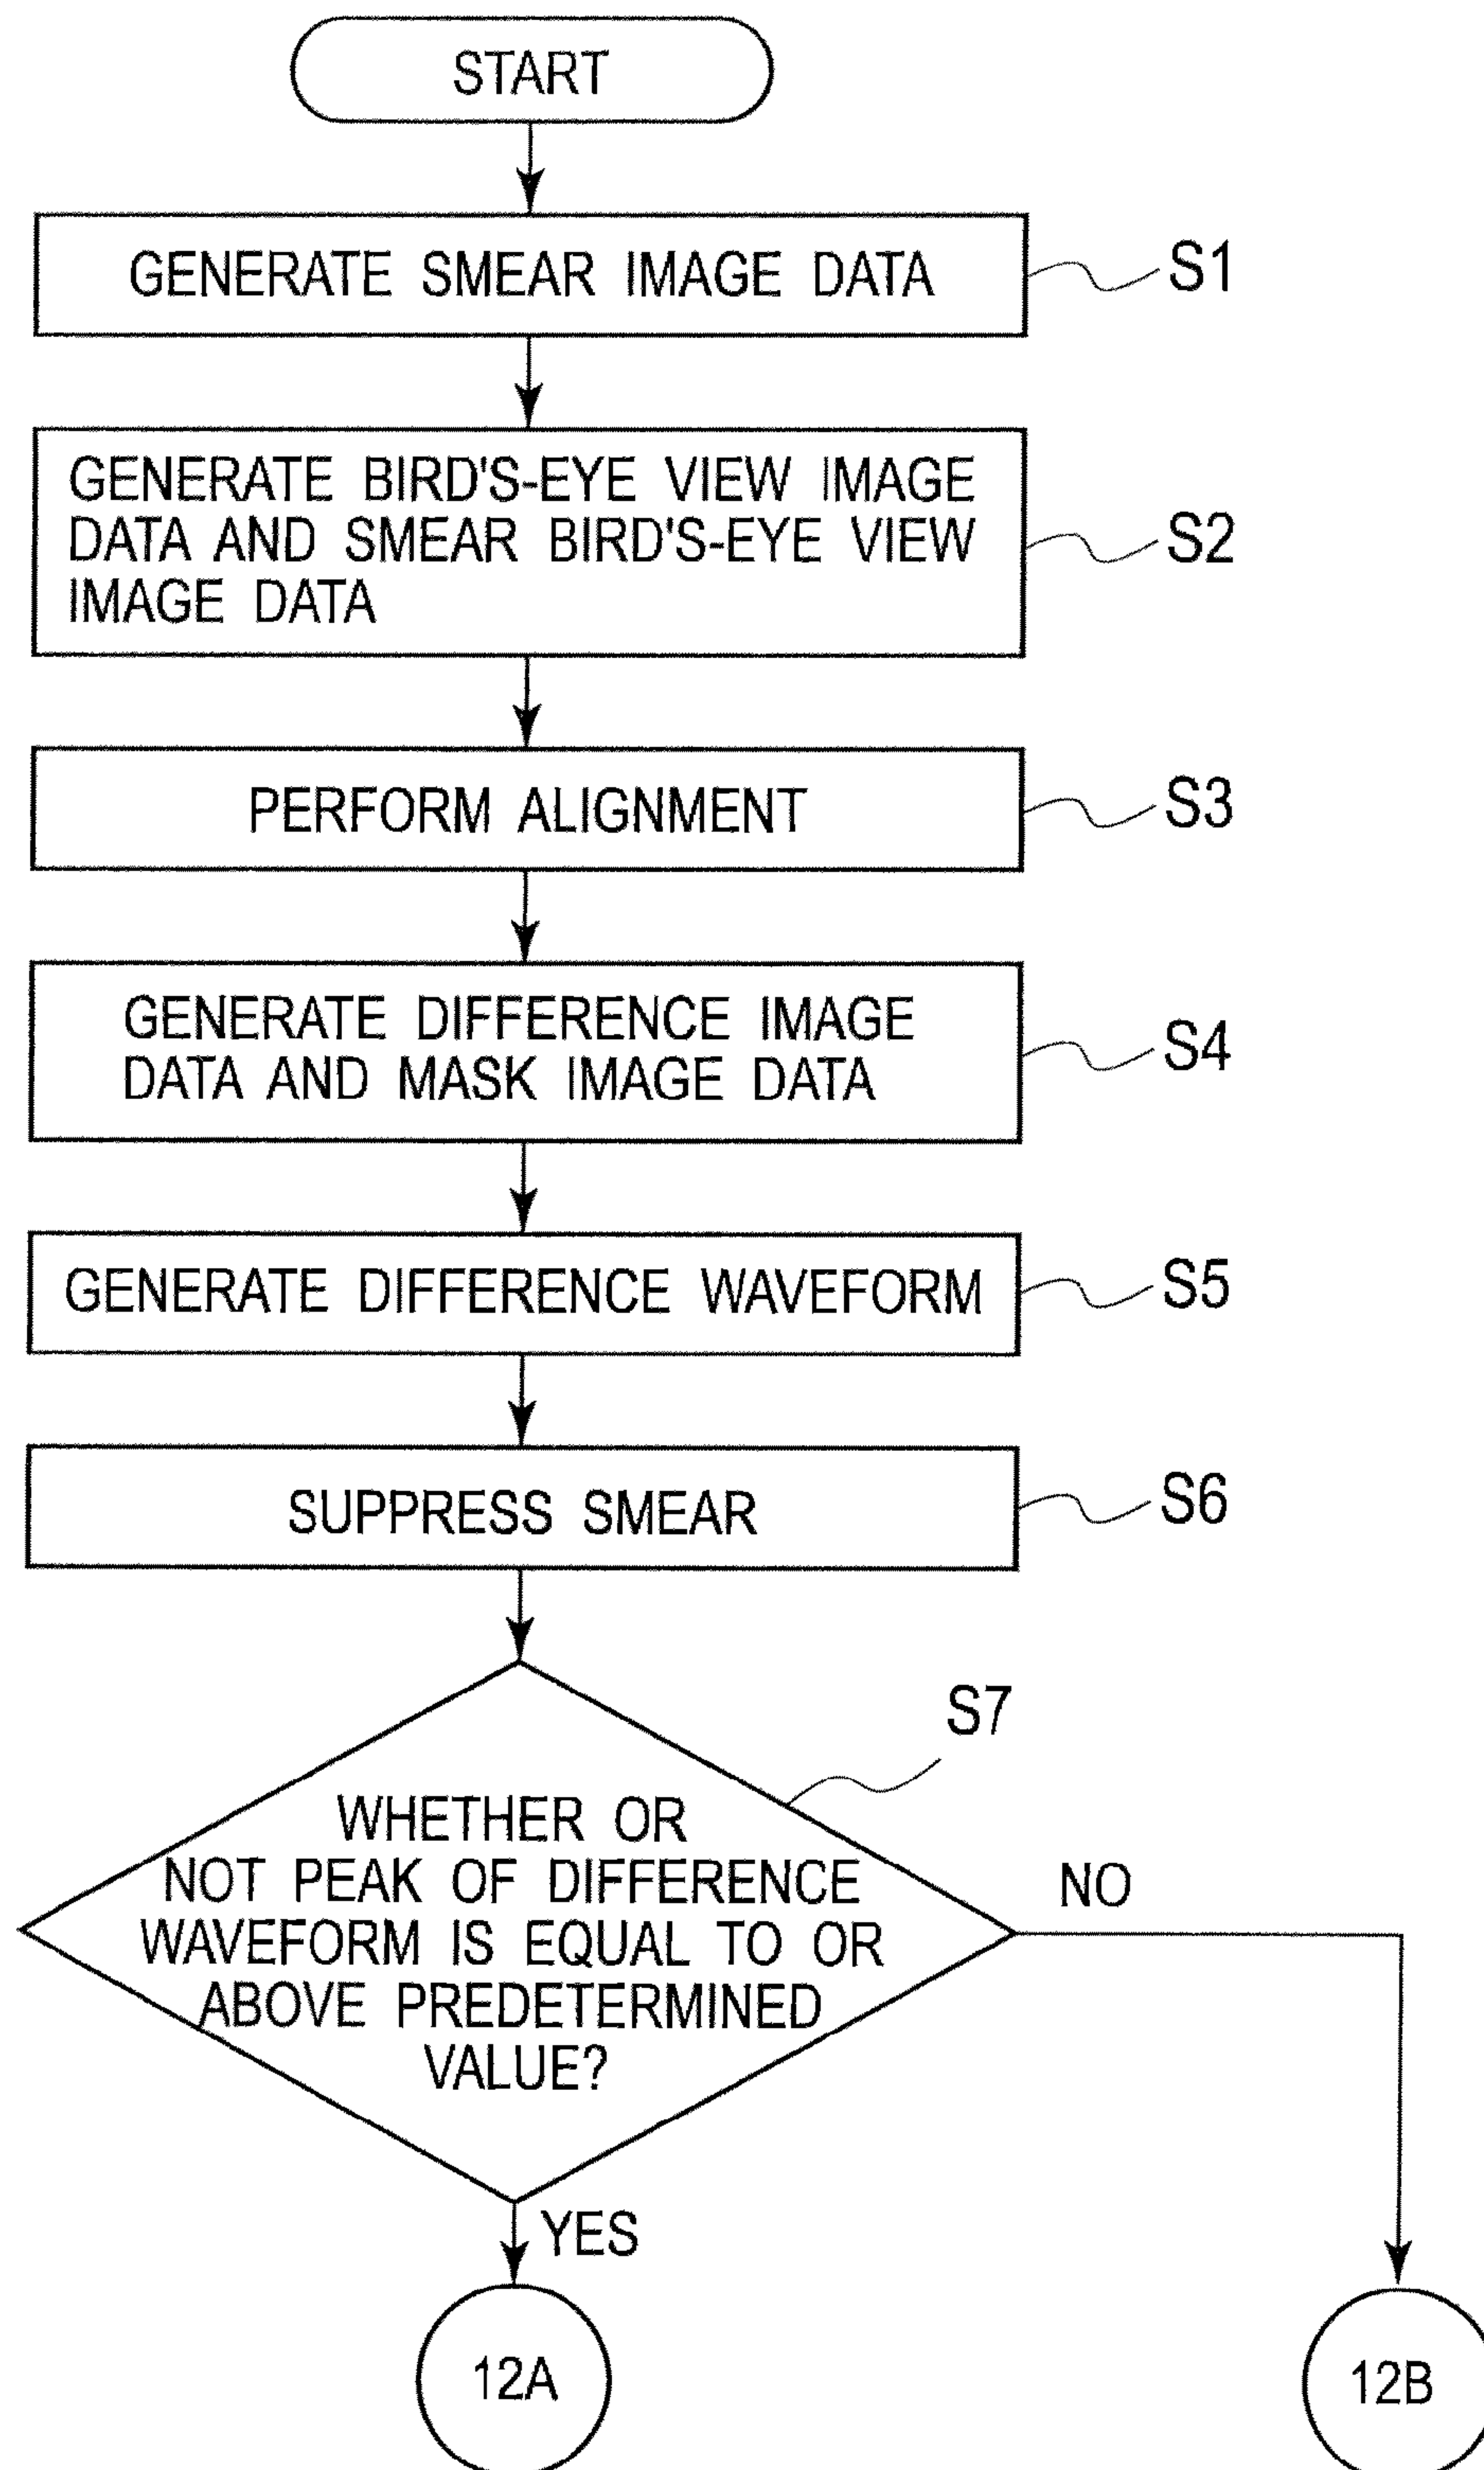 START
GENERATE SMEAR IMAGE DATA
S1
GENERATE BIRD'S-EYE VIEW IMAGE
DATA AND SMEAR BIRD'S-EYE VIEW
IMAGE DATA
S2
PERFORM ALIGNMENT
S3
GENERATE DIFFERENCE IMAGE
DATA AND MASK IMAGE DATA
S4
GENERATE DIFFERENCE WAVEFORM
S5
SUPPRESS SMEAR
S6
S7
WHETHER OR
NOT PEAK OF DIFFERENCE
WAVEFORM IS EQUAL TO OR
ABOVE PREDETERMINED
VALUE?
NO
YES
12A
12B